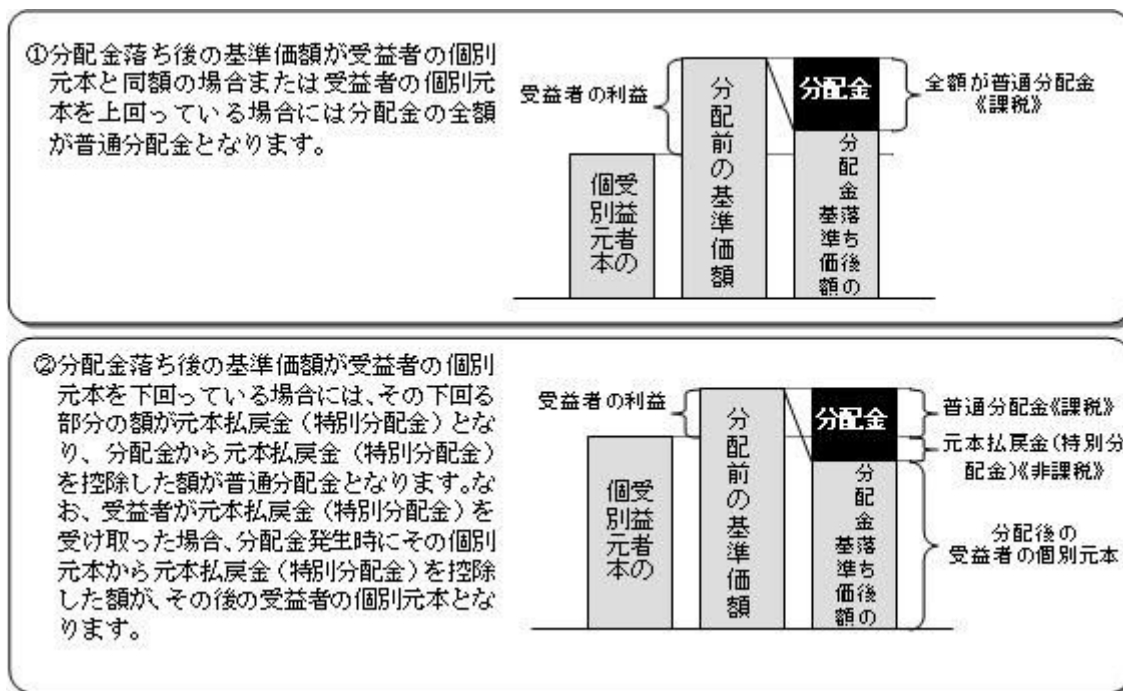 ①分配金落ち後の基準価額が受益者の個別
元本と同額の場合または受益者の個別元
本を上回っている場合には分配金の全額
が普通分配金となります。
受益者の利益
受益者の
個別元本
分配前の基準価額
分配金
分配金落ち後の
基準価額
全額が普通分配金
《課税》
②分配金落ち後の基準価額が受益者の個別
元本を下回っている場合には、その下回る
部分の額が元本払戻金（特別分配金）とな
り、分配金から元本払戻金（特別分配金）
を控除した額が普通分配金となります。な
お、受益者が元本払戻金（特別分配金）を
受け取った場合、分配金発生時にその個別
元本から元本払戻金（特別分配金）を控除
した額が、その後の受益者の個別元本とな
ります。
受益者の利益
受益者の
個別元本
分配前の基準価額
分配金
分配金落ち後の
基準価額
普通分配金《課税》
元本払戻金（特別分
配金）《非課税》
分配後の
受益者の個別元本